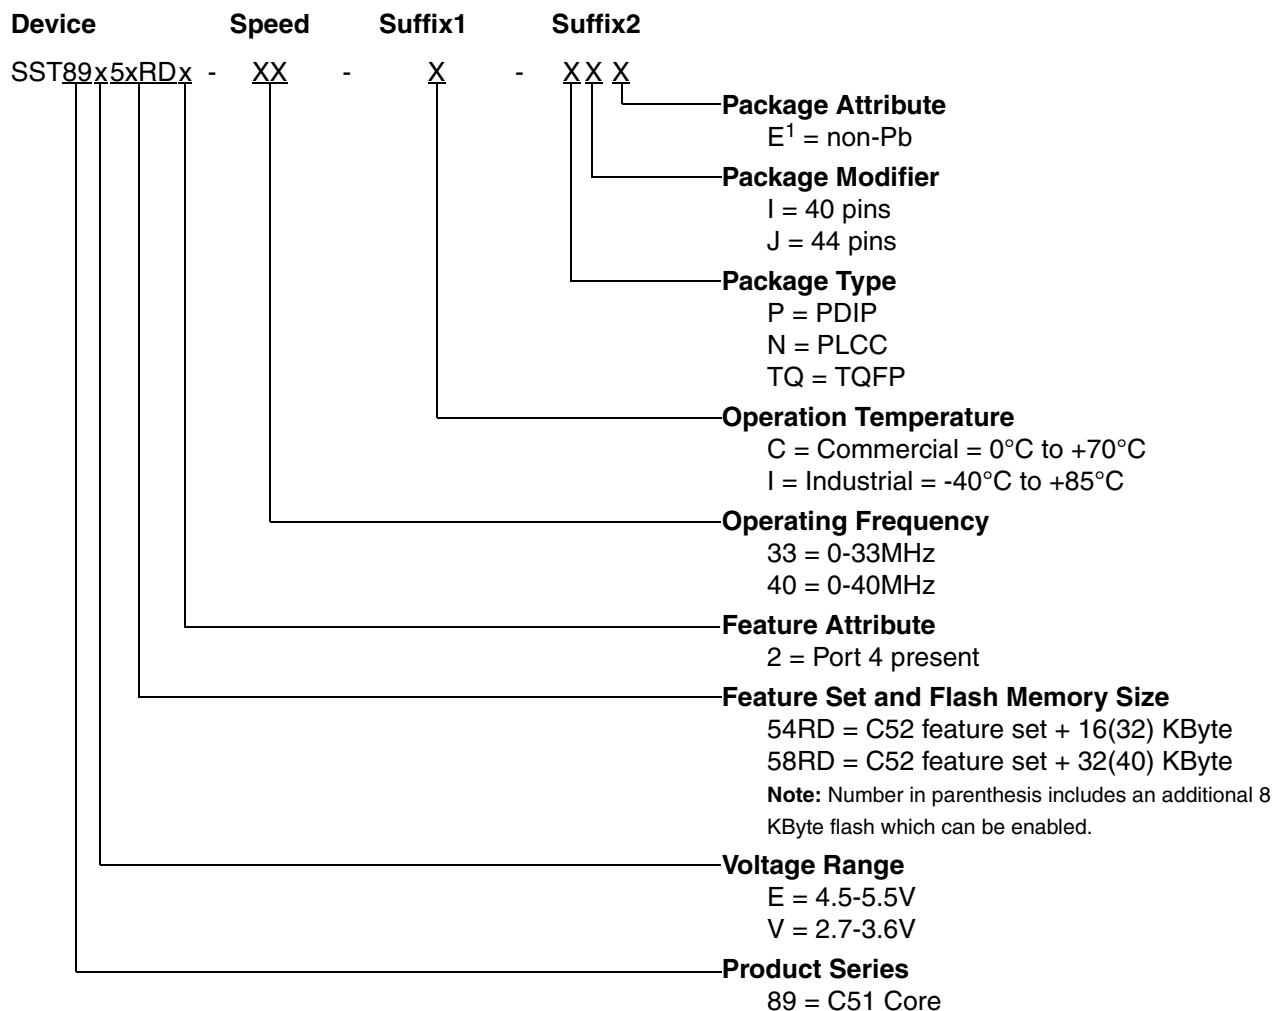 Device Speed Suffix1 Suffix2
SST89x5xRDx - XX - X - X X X
Package Attribute
E1 = non-Pb
Package Modifier
I = 40 pins
J = 44 pins
Package Type
P = PDIP
N = PLCC
TQ = TQFP
Operation Temperature
C = Commercial = 0°C to +70°C
I = Industrial = -40°C to +85°C
Operating Frequency
33 = 0-33MHz
40 = 0-40MHz
Feature Attribute
2 = Port 4 present
Feature Set and Flash Memory Size
54RD = C52 feature set + 16(32) KByte
58RD = C52 feature set + 32(40) KByte
Note: Number in parenthesis includes an additional 8
KByte flash which can be enabled.
Voltage Range
E = 4.5-5.5V
V = 2.7-3.6V
Product Series
89 = C51 Core